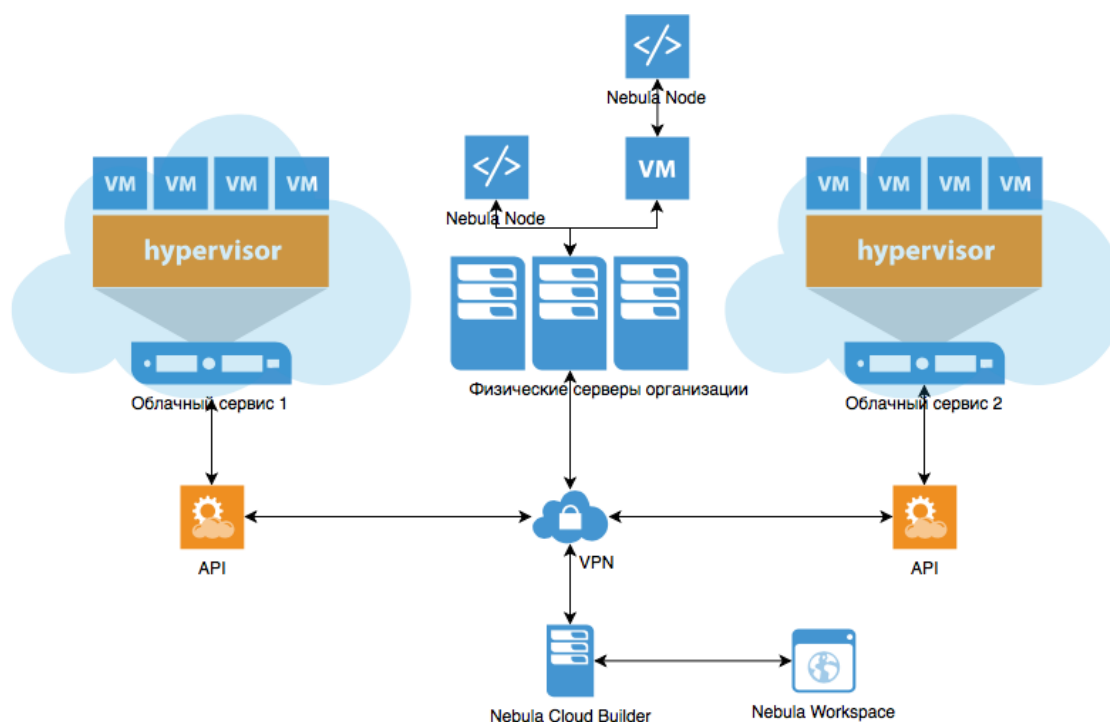 </>
Nebula Node
</>
VM
Nebula Node
VM VM VM VM
hypervisor
VM VM VM VM
hypervisor
Физические серверы организации
Облачный сервис 1
Облачный сервис 2
API
VPN
API
Nebula Cloud Builder
Nebula Workspace